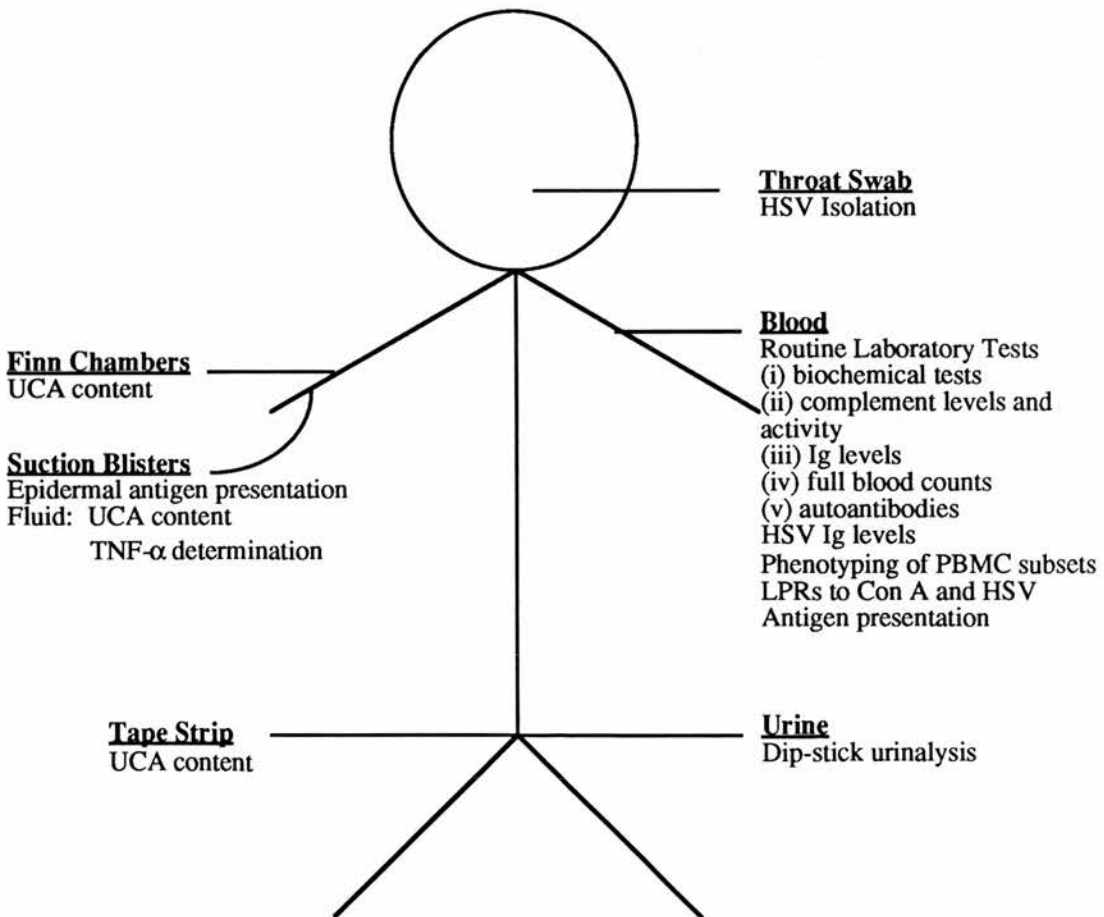 Throat Swab
HSV Isolation
Finn Chambers
UCA content
Suction Blisters
Epidermal antigen presentation
Fluid: UCA content
TNF-α determination
Blood
Routine Laboratory Tests
(i) biochemical tests
(ii) complement levels and
activity
(iii) Ig levels
(iv) full blood counts
(v) autoantibodies
HSV Ig levels
Phenotyping of PBMC subsets
LPRs to Con A and HSV
Antigen presentation
Tape Strip
UCA content
Urine
Dip-stick urinalysis